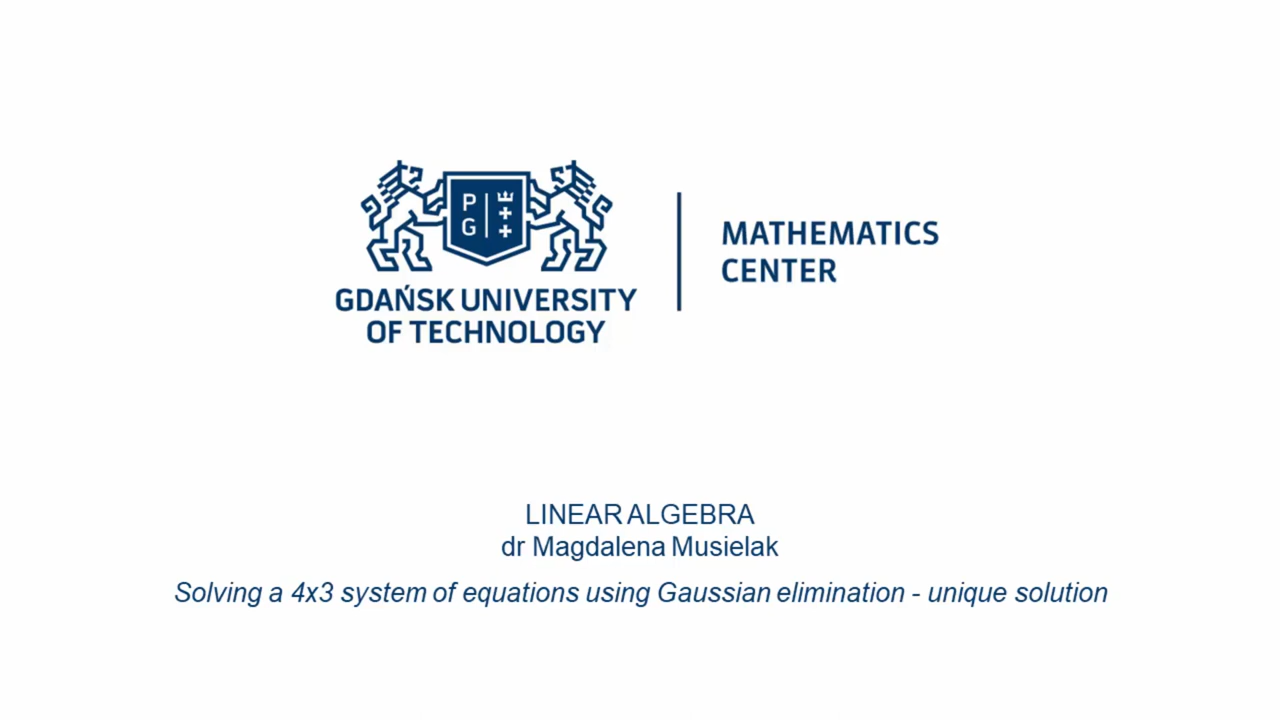 P
G
GDAŃSK UNIVERSITY
OF TECHNOLOGY
MATHEMATICS
CENTER
LINEAR ALGEBRA
dr Magdalena Musielak
Solving a 4x3 system of equations using Gaussian elimination - unique solution